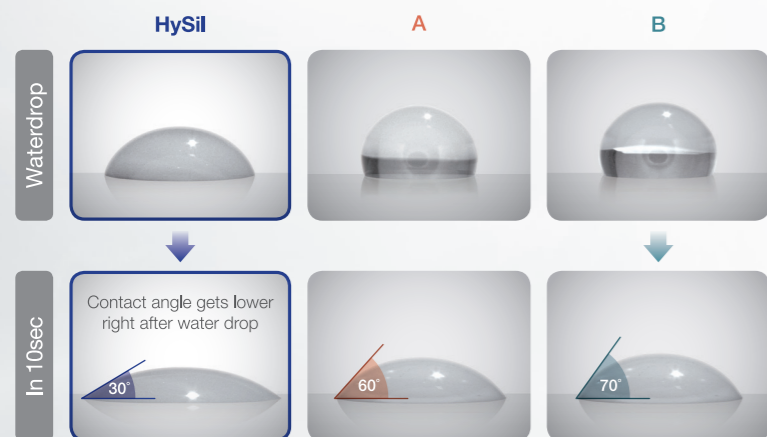 HySil
A
B
Waterdrop
In 10sec
Contact angle gets lower
right after water drop
30°
60°
70°